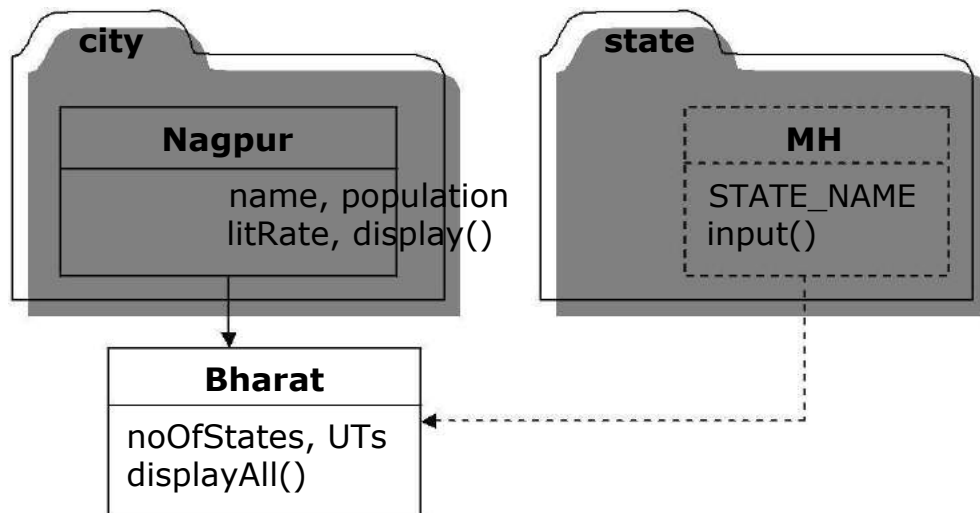 city
Nagpur
name, population
litRate, display()
state
MH
STATE_NAME
input()
Bharat
noOfStates, UTs
displayAll()